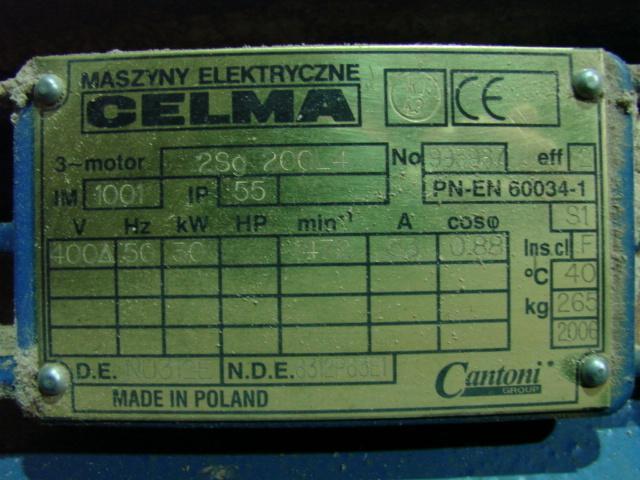 MASZYNY ELEKTRYCZNE
CELMA
CE
3~motor 2Sg 200L4 No eff 2
IM 1001 IP 55 PN-EN 60034-1
V Hz kW HP min⁻¹ A cosφ S1
400Δ 50 30 0.88 Ins.cl F
°C 40
kg 265
2006
D.E. N.D.E.
Cantoni
GROUP
MADE IN POLAND